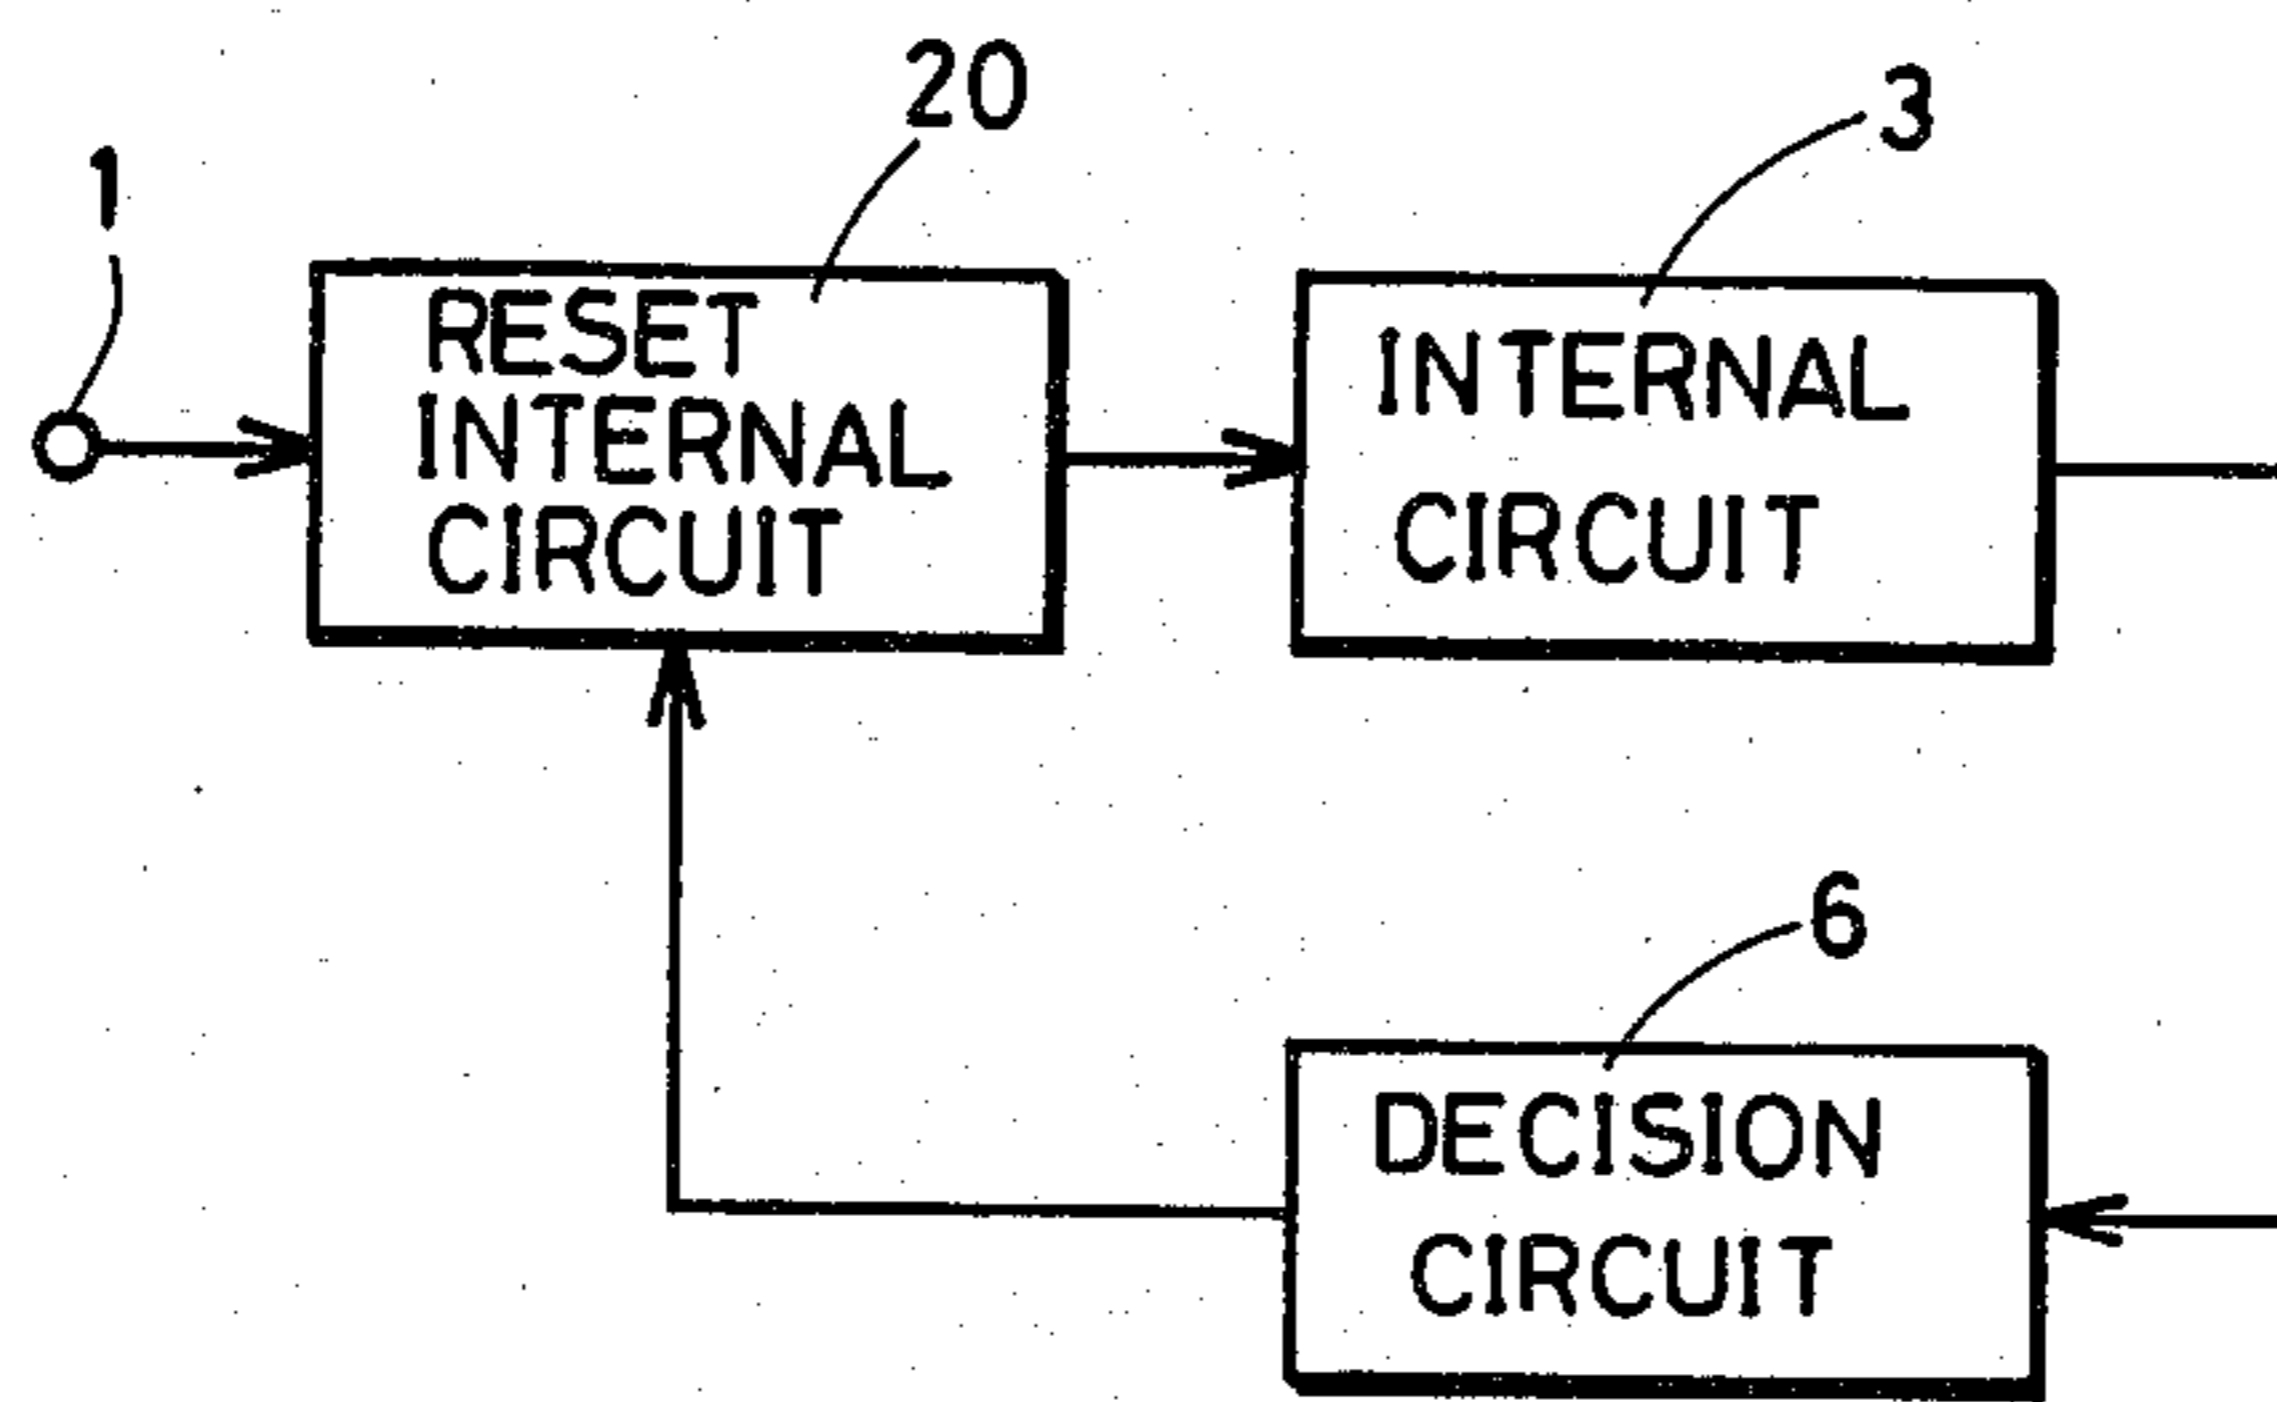 20
3
1
RESET
INTERNAL
CIRCUIT
INTERNAL
CIRCUIT
6
DECISION
CIRCUIT